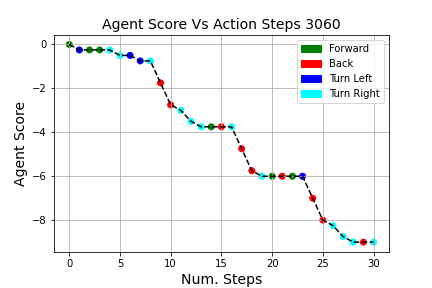 Agent Score Vs Action Steps 3060
Forward
Back
Turn Left
Turn Right
Agent Score
0
−2
−4
−6
−8
0 5 10 15 20 25 30
Num. Steps